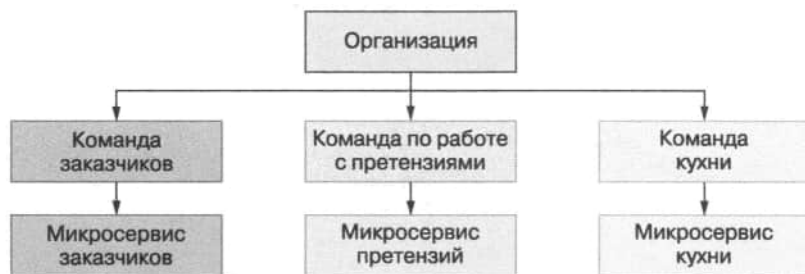 Организация
Команда
заказчиков
Команда по работе
с претензиями
Команда
кухни
Микросервис
заказчиков
Микросервис
претензий
Микросервис
кухни